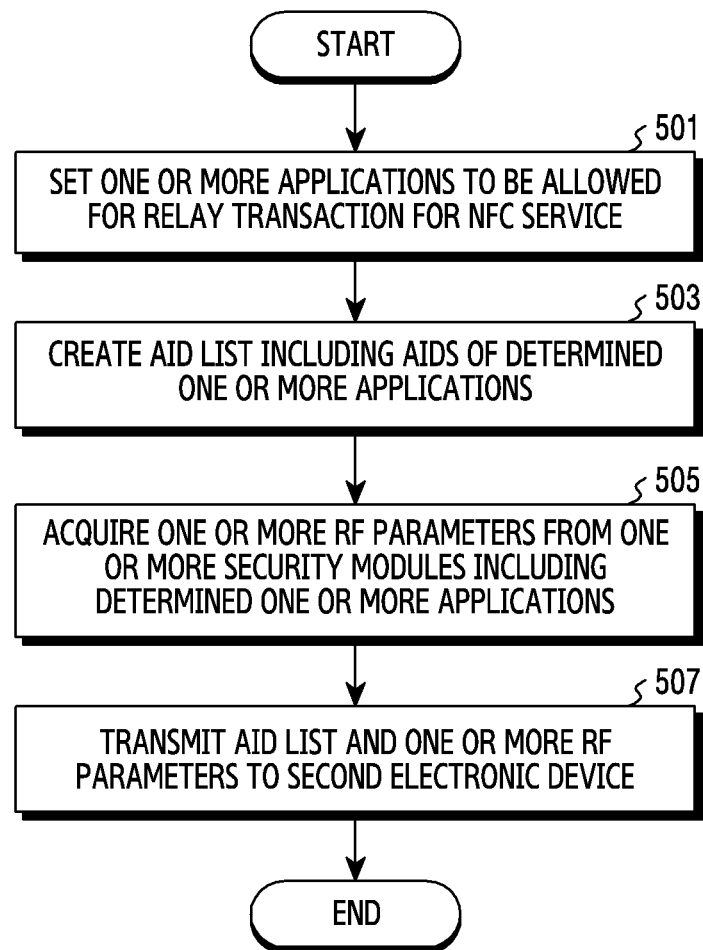 START
501
SET ONE OR MORE APPLICATIONS TO BE ALLOWED
FOR RELAY TRANSACTION FOR NFC SERVICE
503
CREATE AID LIST INCLUDING AIDS OF DETERMINED
ONE OR MORE APPLICATIONS
505
ACQUIRE ONE OR MORE RF PARAMETERS FROM ONE
OR MORE SECURITY MODULES INCLUDING
DETERMINED ONE OR MORE APPLICATIONS
507
TRANSMIT AID LIST AND ONE OR MORE RF
PARAMETERS TO SECOND ELECTRONIC DEVICE
END